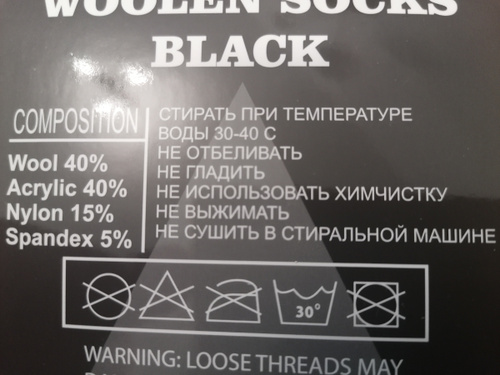 WOOLEN SOCKS
BLACK
COMPOSITION
Wool 40%
Acrylic 40%
Nylon 15%
Spandex 5%
СТИРАТЬ ПРИ ТЕМПЕРАТУРЕ
ВОДЫ 30-40 С
НЕ ОТБЕЛИВАТЬ
НЕ ГЛАДИТЬ
НЕ ИСПОЛЬЗОВАТЬ ХИМЧИСТКУ
НЕ ВЫЖИМАТЬ
НЕ СУШИТЬ В СТИРАЛЬНОЙ МАШИНЕ
30°
WARNING: LOOSE THREADS MAY